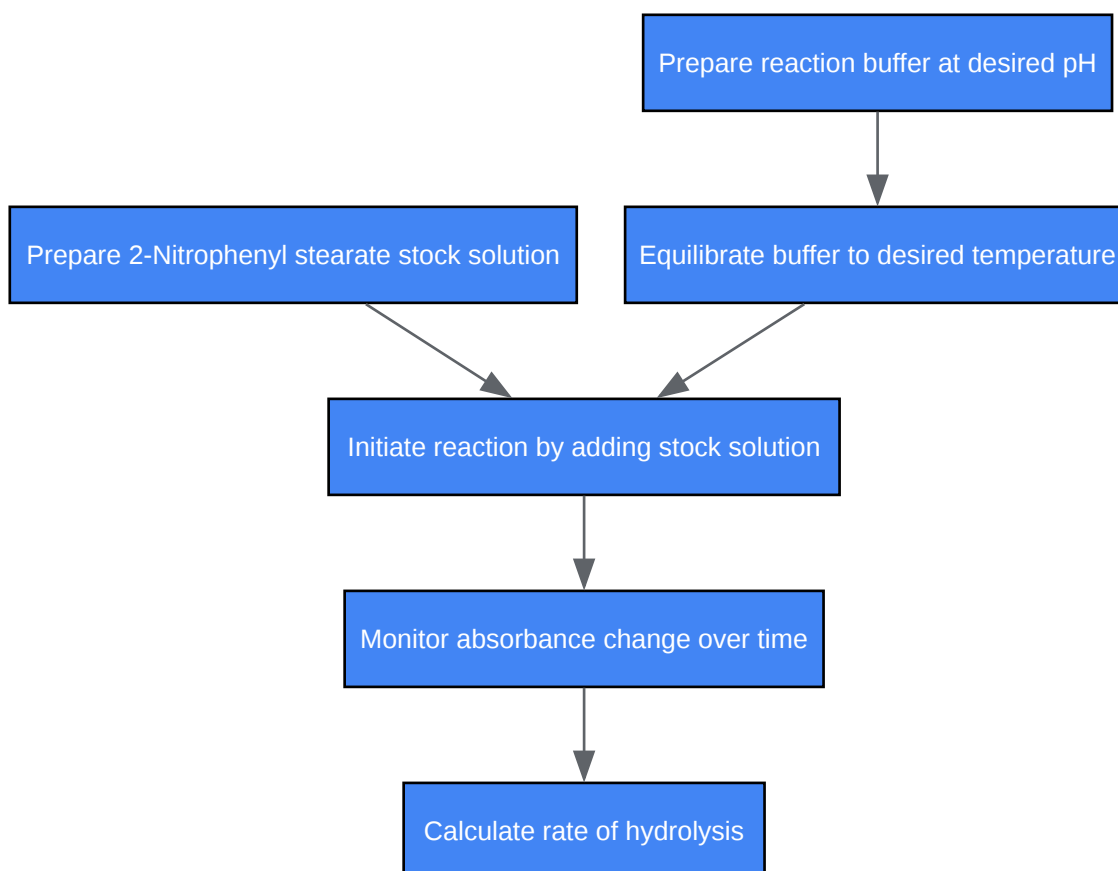 Prepare reaction buffer at desired pH
Prepare 2-Nitrophenyl stearate stock solution
Equilibrate buffer to desired temperature
Initiate reaction by adding stock solution
Monitor absorbance change over time
Calculate rate of hydrolysis